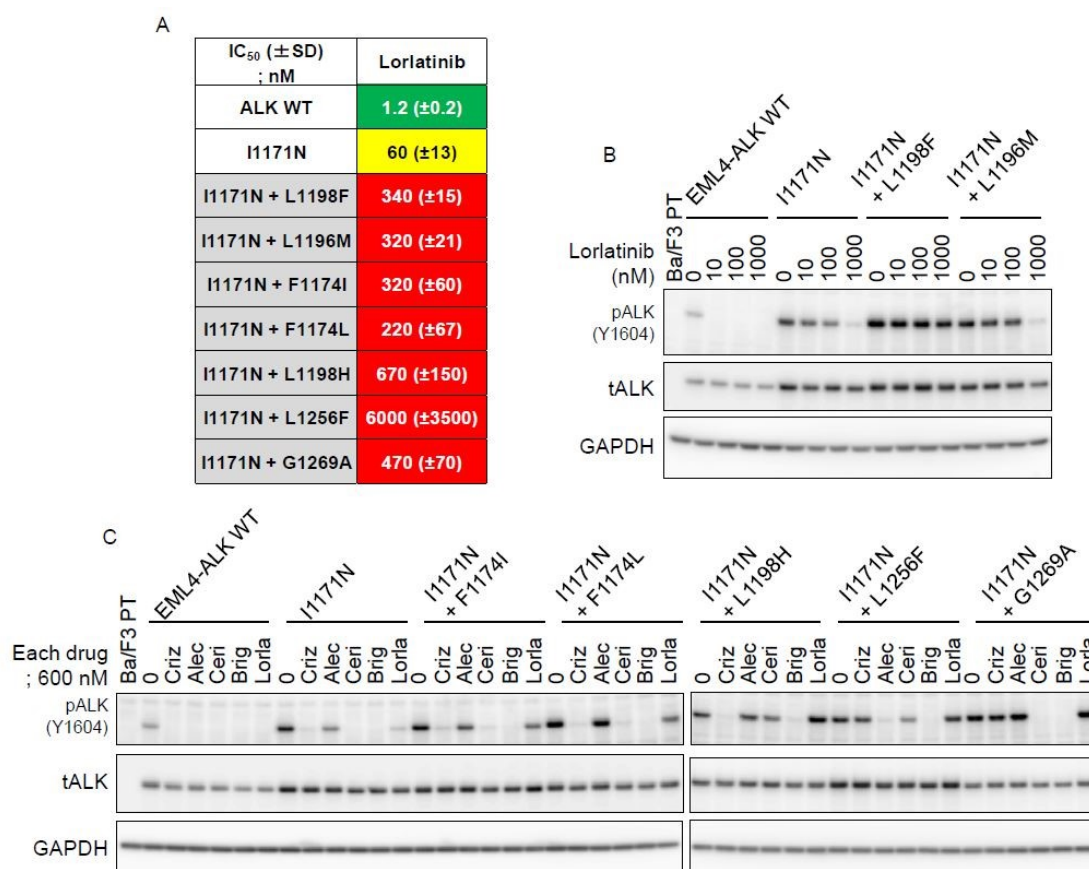 A
IC50 (±SD) ; nM Lorlatinib
ALK WT 1.2 (±0.2)
I1171N 60 (±13)
I1171N + L1198F 340 (±15)
I1171N + L1196M 320 (±21)
I1171N + F1174I 320 (±60)
I1171N + F1174L 220 (±67)
I1171N + L1198H 670 (±150)
I1171N + L1256F 6000 (±3500)
I1171N + G1269A 470 (±70)
B
Ba/F3 PT
EML4-ALK WT
I1171N
I1171N + L1198F
I1171N + L1196M
Lorlatinib (nM) 0 10 100 1000 0 10 100 1000 0 10 100 1000 0 10 100 1000
pALK (Y1604)
tALK
GAPDH
C
Ba/F3 PT
EML4-ALK WT
I1171N
I1171N + F1174I
I1171N + F1174L
I1171N + L1198H
I1171N + L1256F
I1171N + G1269A
Each drug ; 600 nM 0 Criz Alec Ceri Brig Lorla 0 Criz Alec Ceri Brig Lorla 0 Criz Alec Ceri Brig Lorla 0 Criz Alec Ceri Brig Lorla 0 Criz Alec Ceri Brig Lorla 0 Criz Alec Ceri Brig Lorla 0 Criz Alec Ceri Brig Lorla
pALK (Y1604)
tALK
GAPDH